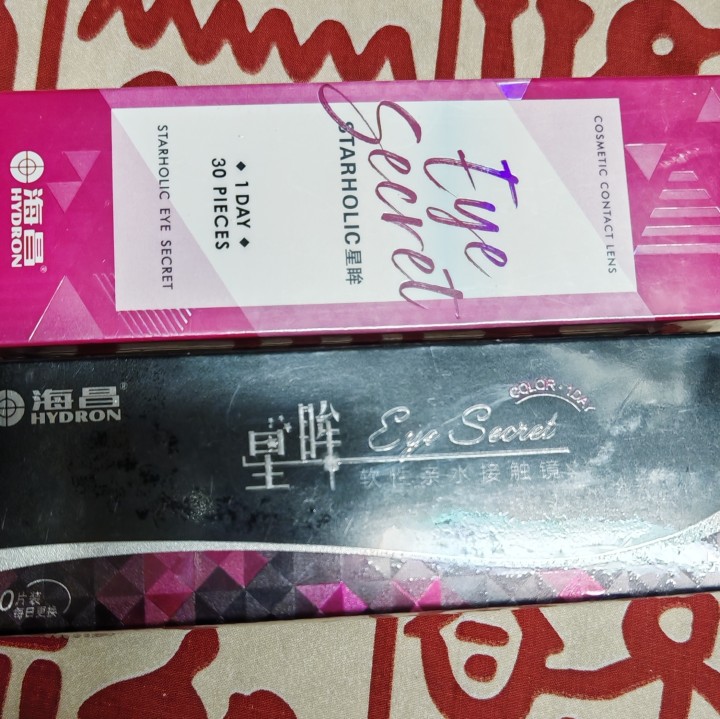 海昌®
HYDRON
◆ 1 DAY ◆
30 PIECES
STARHOLIC EYE SECRET
Eye
Secret
STARHOLIC 星眸
COSMETIC CONTACT LENS
海昌®
HYDRON
星眸
Eye Secret
COLOR·1DAY
软性亲水接触镜
0片装
每日更换